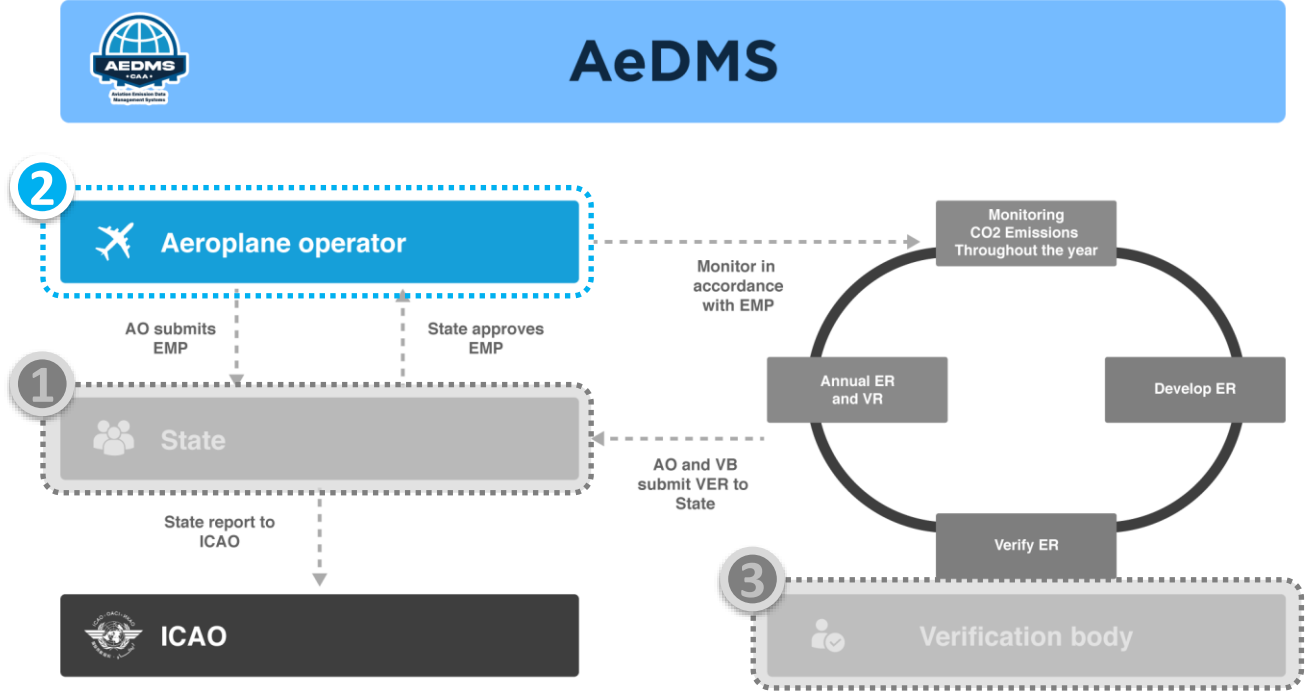 AEDMS
•CAA•
Aviation Emission Data
Management Systems
AeDMS
2
Aeroplane operator
Monitoring
CO2 Emissions
Throughout the year
Monitor in
accordance
with EMP
AO submits
EMP
State approves
EMP
1
State
Annual ER
and VR
Develop ER
AO and VB
submit VER to
State
State report to
ICAO
Verify ER
3
Verification body
ICAO